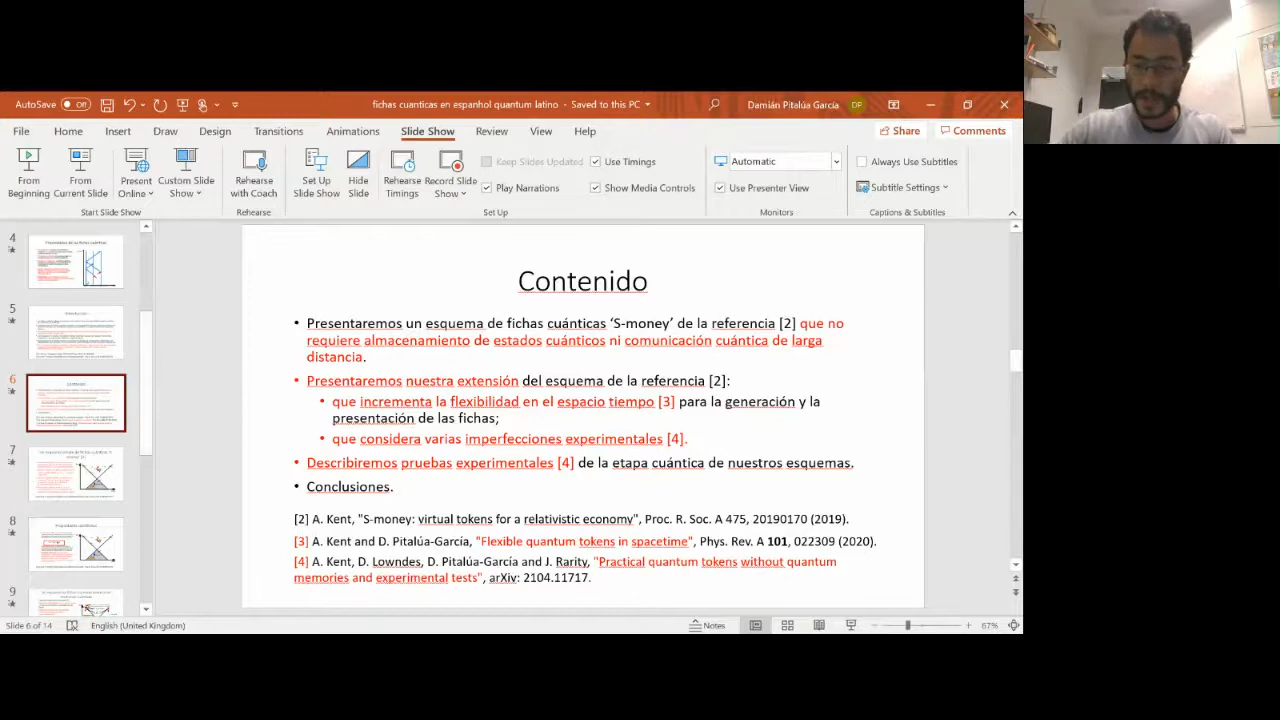 AutoSave Off
fichas cuanticas en espanhol quantum latino - Saved to this PC
Damián Pitalúa García DP
File Home Insert Draw Design Transitions Animations Slide Show Review View Help
Share Comments
From Beginning
From Current Slide
Present Online
Custom Slide Show
Rehearse with Coach
Set Up Slide Show
Hide Slide
Rehearse Timings
Record Slide Show
Keep Slides Updated
Use Timings
Play Narrations
Show Media Controls
Automatic
Use Presenter View
Always Use Subtitles
Subtitle Settings
Start Slide Show
Rehearse
Set Up
Monitors
Captions & Subtitles
4
5
6
7
8
9
Contenido
• Presentaremos un esquema de fichas cuánticas ‘S-money’ de la referencia [2] que no
requiere almacenamiento de estados cuánticos ni comunicación cuántica de larga
distancia.
• Presentaremos nuestra extensión del esquema de la referencia [2]:
• que incrementa la flexibilidad en el espacio tiempo [3] para la generación y la
presentación de las fichas;
• que considera varias imperfecciones experimentales [4].
• Describiremos pruebas experimentales [4] de la etapa cuántica de nuestros esquemas.
• Conclusiones.
[2] A. Kent, "S-money: virtual tokens for a relativistic economy", Proc. R. Soc. A 475, 20190170 (2019).
[3] A. Kent and D. Pitalúa-García, "Flexible quantum tokens in spacetime", Phys. Rev. A 101, 022309 (2020).
[4] A. Kent, D. Lowndes, D. Pitalúa-García and J. Rarity, "Practical quantum tokens without quantum
memories and experimental tests", arXiv: 2104.11717.
Slide 6 of 14
English (United Kingdom)
Notes
67%